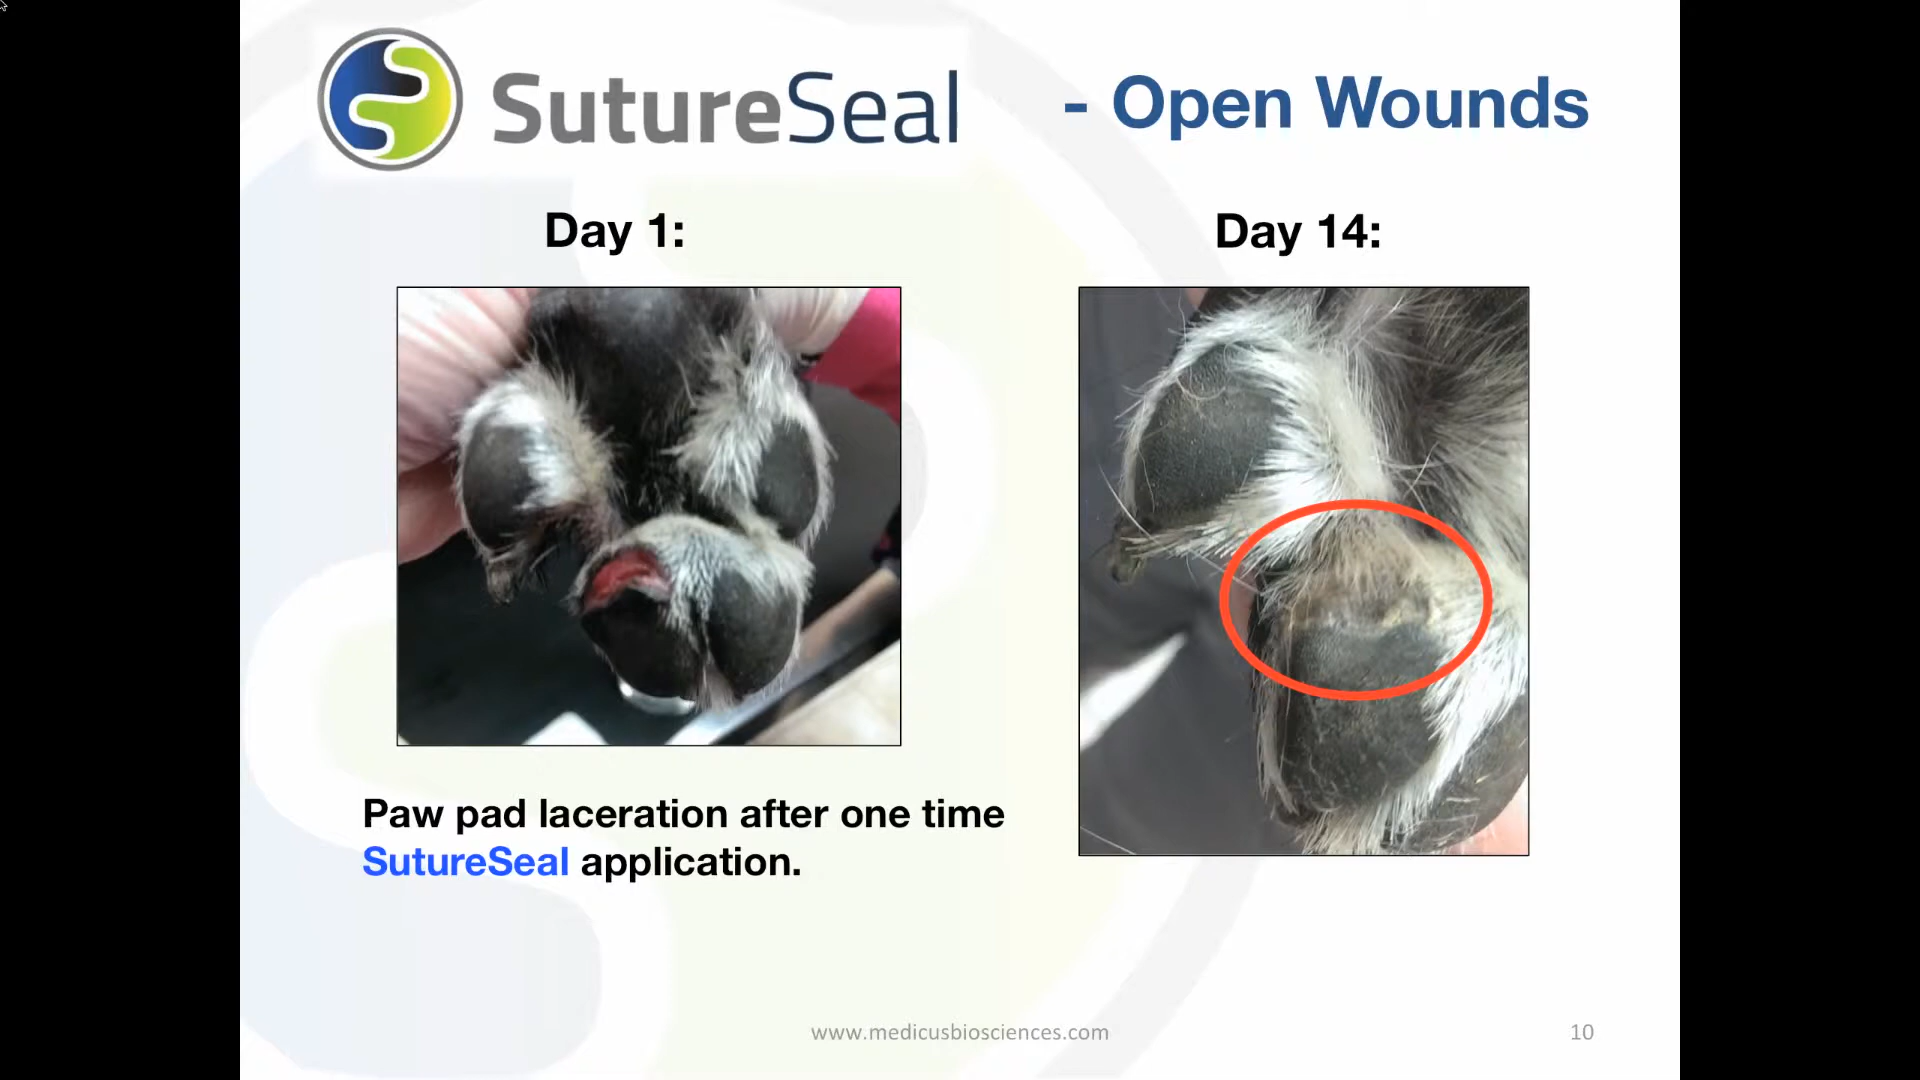 SutureSeal - Open Wounds
Day 1:
Day 14:
Paw pad laceration after one time
SutureSeal application.
www.medicusbiosciences.com
10